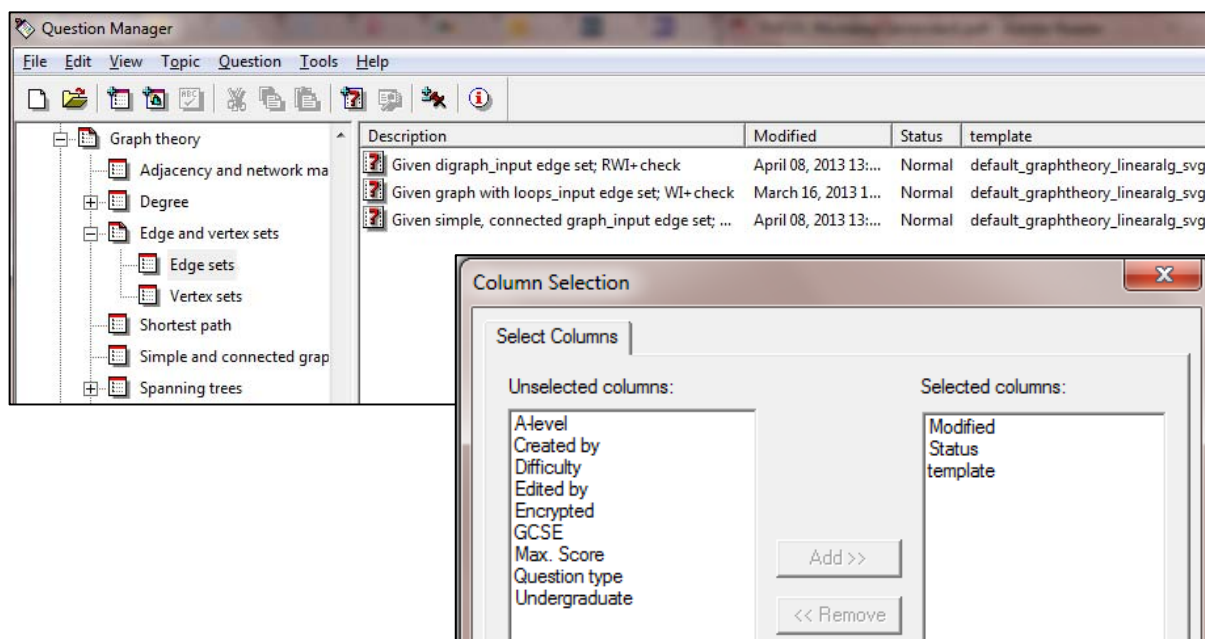 Question Manager
File Edit View Topic Question Tools Help
Graph theory
Adjacency and network ma
Degree
Edge and vertex sets
Edge sets
Vertex sets
Shortest path
Simple and connected grap
Spanning trees
Description Modified Status template
Given digraph_input edge set; RWI+check April 08, 2013 13:... Normal default_graphtheory_linearalg_svg
Given graph with loops_input edge set; WI+check March 16, 2013 1... Normal default_graphtheory_linearalg_svg
Given simple, connected graph_input edge set; ... April 08, 2013 13:... Normal default_graphtheory_linearalg_svg
Column Selection
Select Columns
Unselected columns:
A-level
Created by
Difficulty
Edited by
Encrypted
GCSE
Max. Score
Question type
Undergraduate
Add >>
<< Remove
Selected columns:
Modified
Status
template